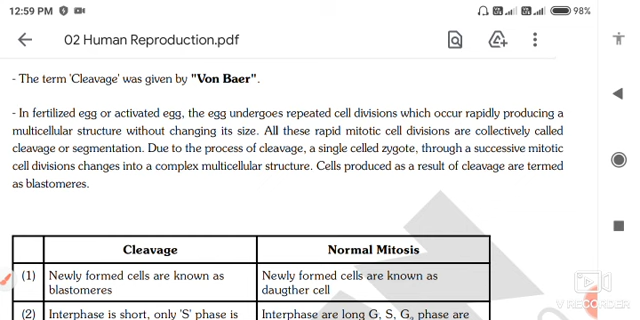 12:59 PM
98%
02 Human Reproduction.pdf
- The term 'Cleavage' was given by "Von Baer".
- In fertilized egg or activated egg, the egg undergoes repeated cell divisions which occur rapidly producing a
multicellular structure without changing its size. All these rapid mitotic cell divisions are collectively called
cleavage or segmentation. Due to the process of cleavage, a single celled zygote, through a successive mitotic
cell divisions changes into a complex multicellular structure. Cells produced as a result of cleavage are termed
as blastomeres.
Cleavage Normal Mitosis
(1) Newly formed cells are known as Newly formed cells are known as
blastomeres daugther cell
V RECORDER
(2) Interphase is short, only 'S' phase is Interphase are long G, S, G₂ phase are